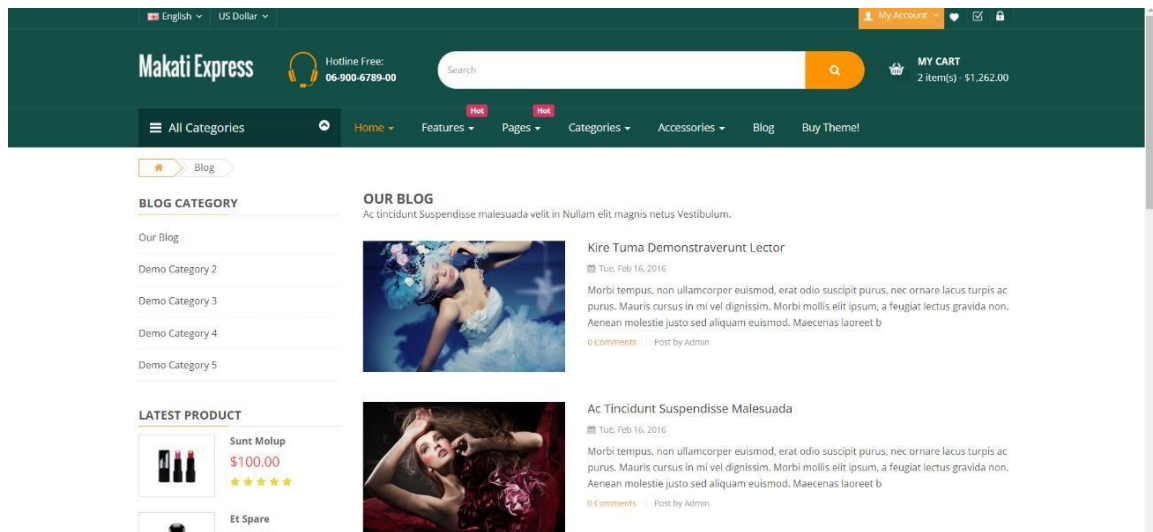 English US Dollar My Account
Makati Express
Hotline Free:
06-900-6789-00
Search
MY CART
2 item(s) - $1,262.00
Hot Hot
All Categories Home Features Pages Categories Accessories Blog Buy Theme!
Blog
BLOG CATEGORY
Our Blog
Demo Category 2
Demo Category 3
Demo Category 4
Demo Category 5
LATEST PRODUCT
Sunt Molup
$100.00
Et Spare
OUR BLOG
Ac tincidunt Suspendisse malesuada velit in Nullam elit magnis netus Vestibulum.
Kire Tuma Demonstraverunt Lector
Tue, Feb 16, 2016
Morbi tempus, non ullamcorper euismod, erat odio suscipit purus, nec ornare lacus turpis ac
purus. Mauris cursus in mi vel dignissim. Morbi mollis elit ipsum, a feugiat lectus gravida non.
Aenean molestie justo sed aliquam euismod. Maecenas laoreet b
0 Comments Post by Admin
Ac Tincidunt Suspendisse Malesuada
Tue, Feb 16, 2016
Morbi tempus, non ullamcorper euismod, erat odio suscipit purus, nec ornare lacus turpis ac
purus. Mauris cursus in mi vel dignissim. Morbi mollis elit ipsum, a feugiat lectus gravida non.
Aenean molestie justo sed aliquam euismod. Maecenas laoreet b
0 Comments Post by Admin